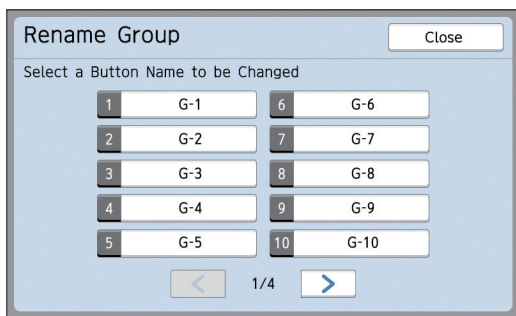 Rename Group
Close
Select a Button Name to be Changed
1 G-1
6 G-6
2 G-2
7 G-7
3 G-3
8 G-8
4 G-4
9 G-9
5 G-5
10 G-10
< 1/4 >